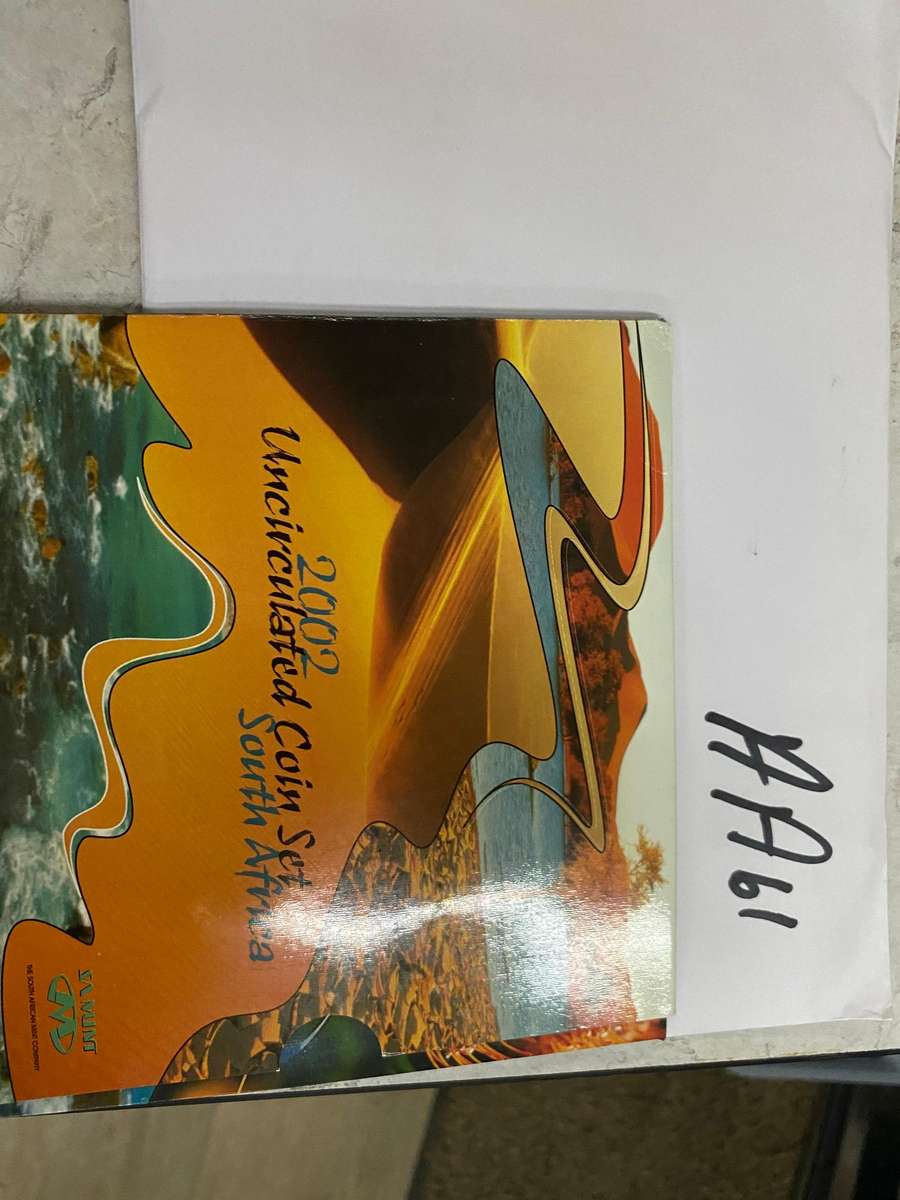 AA61
2002
Uncirculated Coin Set
South Africa
SA MINT
THE SOUTH AFRICAN MINT COMPANY